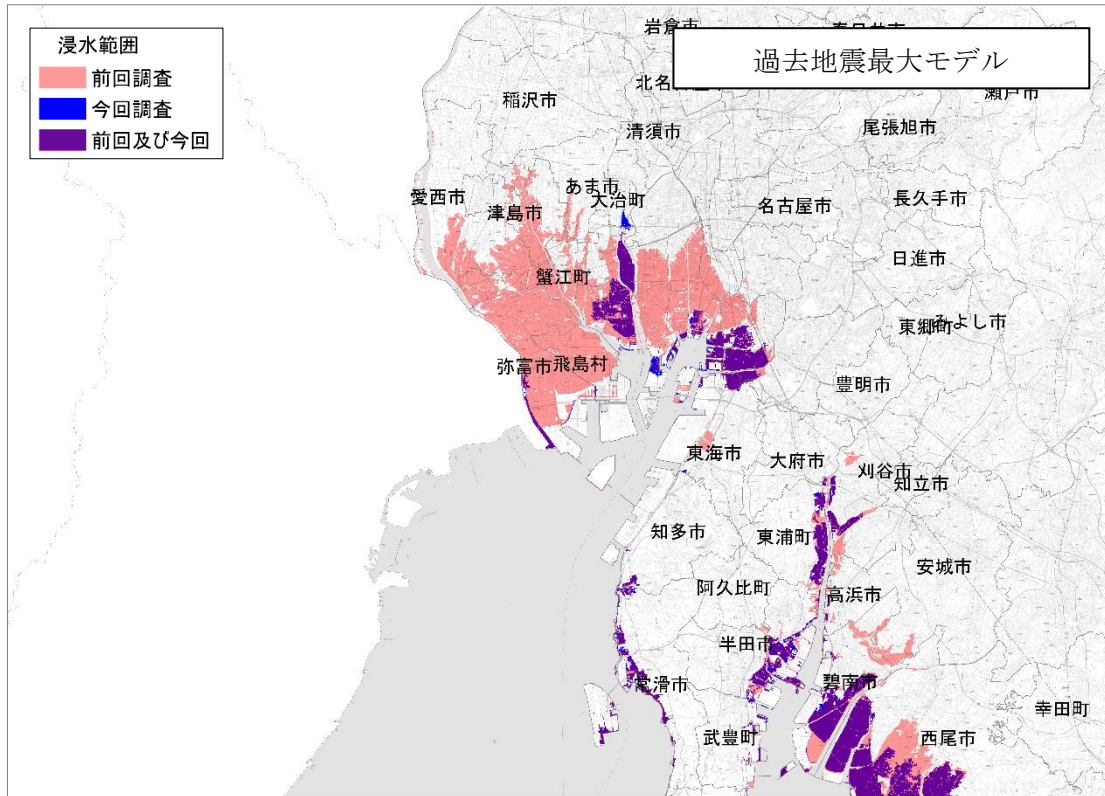 浸水範囲
前回調査
今回調査
前回及び今回
過去地震最大モデル
岩倉市
稲沢市
清須市
瀬戸市
尾張旭市
愛西市
津島市
あま市
大治町
名古屋市
長久手市
日進市
蟹江町
東郷町
みよし市
弥富市
飛島村
豊明市
東海市
大府市
刈谷市
知立市
知多市
東浦町
安城市
阿久比町
高浜市
半田市
常滑市
碧南市
幸田町
武豊町
西尾市